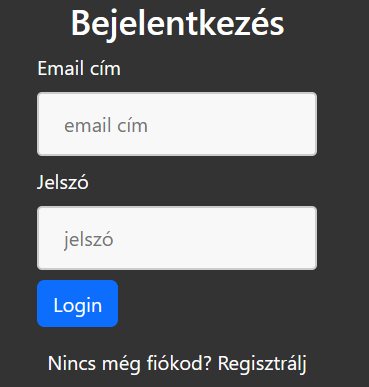 Bejelentkezés
Email cím
email cím
Jelszó
jelszó
Login
Nincs még fiókod? Regisztrálj